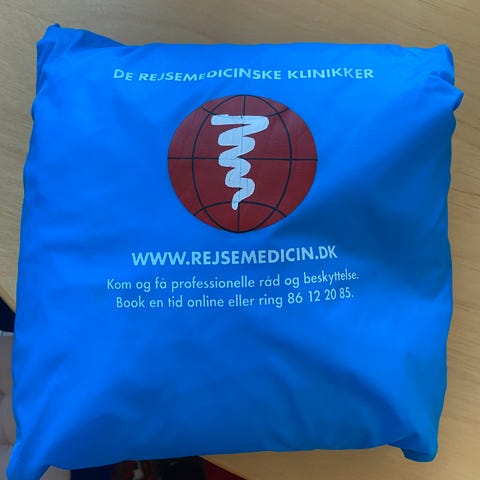 DE REJSEMEDICINSKE KLINIKKER
WWW.REJSEMEDICIN.DK
Kom og få professionelle råd og beskyttelse.
Book en tid online eller ring 86 12 20 85.